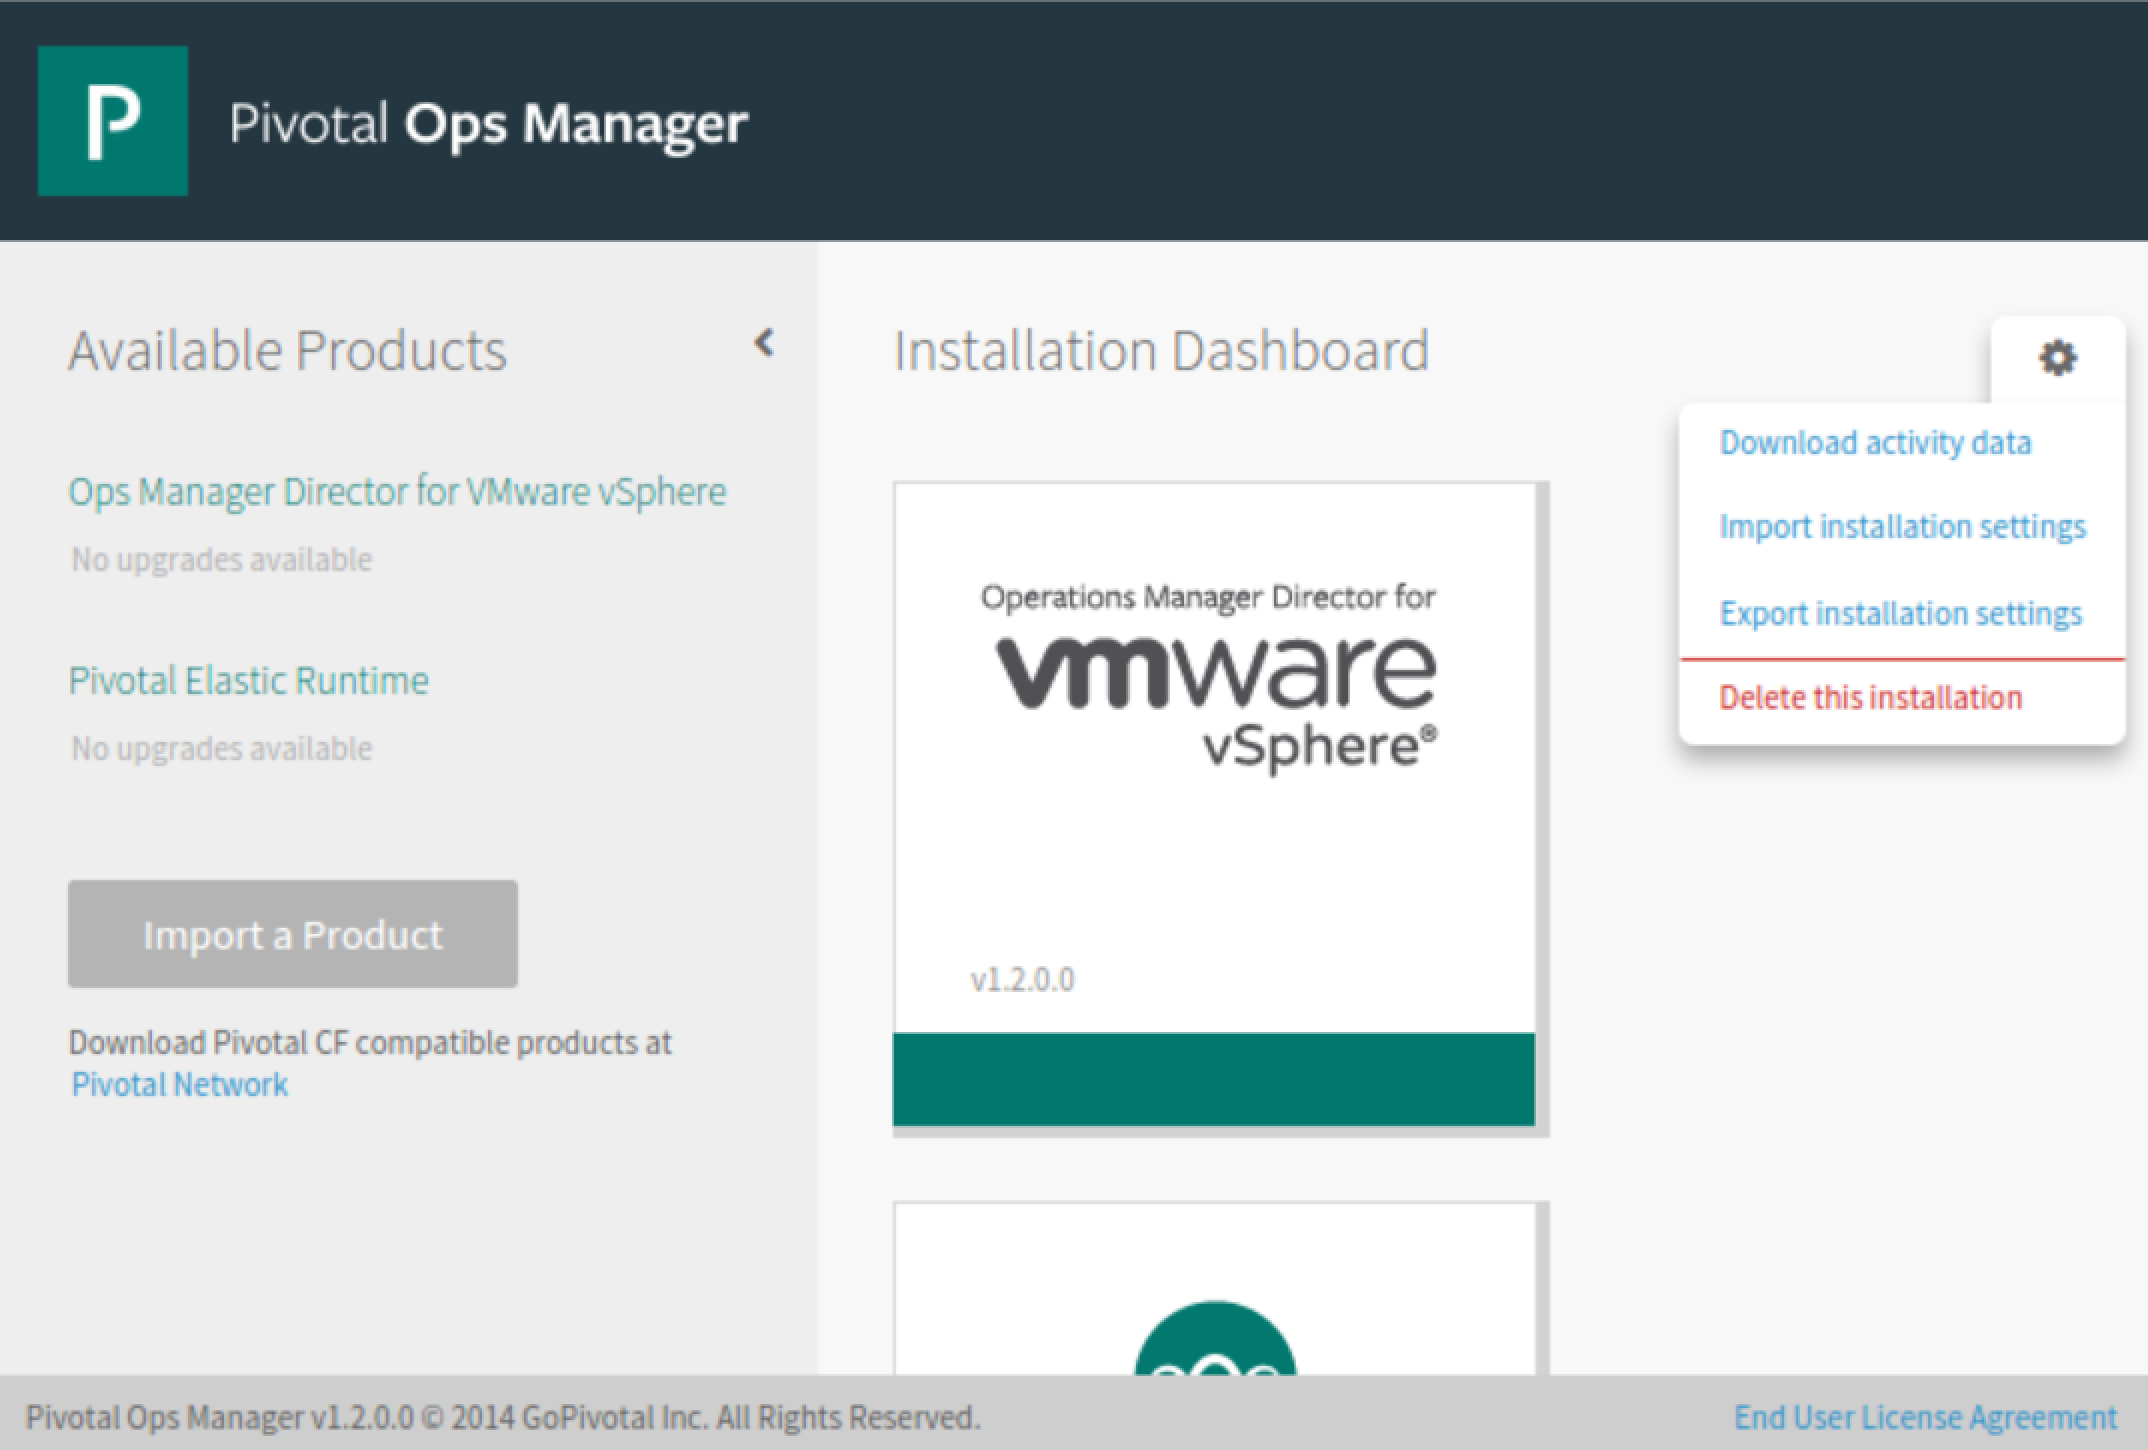 P
Pivotal Ops Manager
Available Products
Ops Manager Director for VMware vSphere
No upgrades available
Pivotal Elastic Runtime
No upgrades available
Import a Product
Download Pivotal CF compatible products at
Pivotal Network
Installation Dashboard
Operations Manager Director for
vmware
vSphere®
v1.2.0.0
Download activity data
Import installation settings
Export installation settings
Delete this installation
Pivotal Ops Manager v1.2.0.0 © 2014 GoPivotal Inc. All Rights Reserved.
End User License Agreement